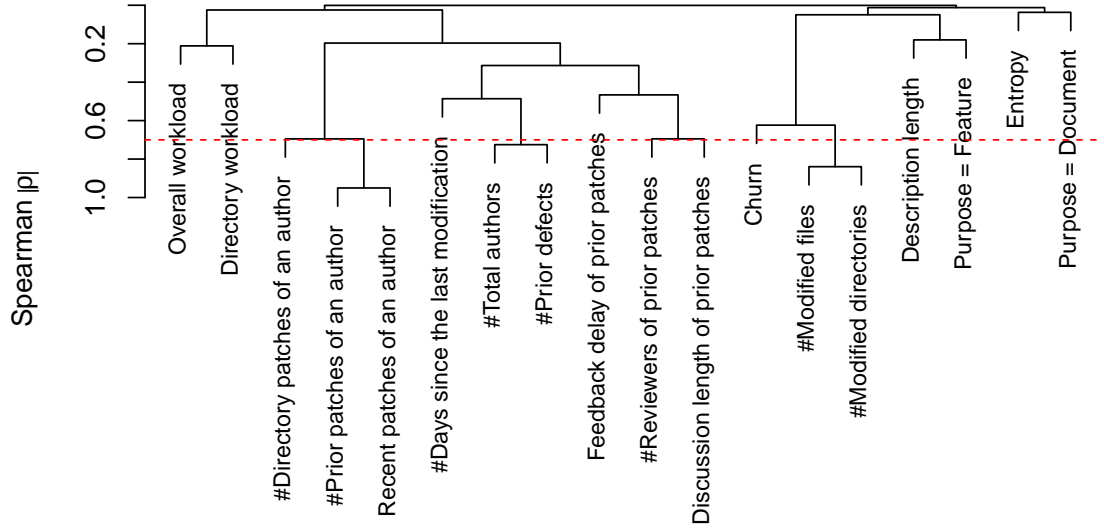 Spearman |ρ|
0.2
0.6
1.0
Overall workload
Directory workload
#Directory patches of an author
#Prior patches of an author
Recent patches of an author
#Days since the last modification
#Total authors
#Prior defects
Feedback delay of prior patches
#Reviewers of prior patches
Discussion length of prior patches
Churn
#Modified files
#Modified directories
Description length
Purpose = Feature
Entropy
Purpose = Document